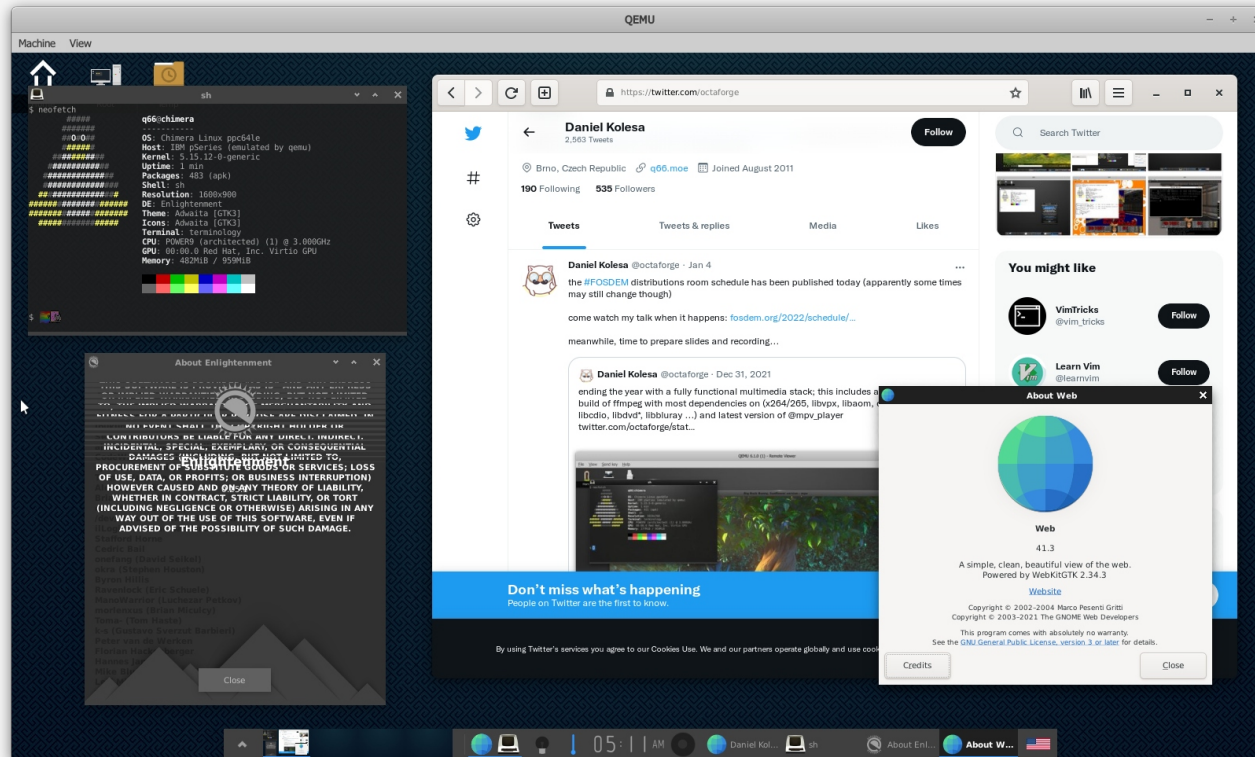 QEMU
Machine View
sh
$ neofetch
q66@chimera
-----------
OS: Chimera Linux ppc64le
Host: IBM pSeries (emulated by qemu)
Kernel: 5.15.12-0-generic
Uptime: 1 min
Packages: 483 (apk)
Shell: sh
Resolution: 1600x900
DE: Enlightenment
Theme: Adwaita [GTK3]
Icons: Adwaita [GTK3]
Terminal: terminology
CPU: POWER9 (architected) (1) @ 3.000GHz
GPU: 00:00.0 Red Hat, Inc. Virtio GPU
Memory: 482MiB / 959MiB
$
About Enlightenment
NO EVENT SHALL THE COPYRIGHT HOLDER OR
CONTRIBUTORS BE LIABLE FOR ANY DIRECT, INDIRECT,
INCIDENTAL, SPECIAL, EXEMPLARY, OR CONSEQUENTIAL
DAMAGES (INCLUDING, BUT NOT LIMITED TO,
Enlightenment
PROCUREMENT OF SUBSTITUTE GOODS OR SERVICES; LOSS
OF USE, DATA, OR PROFITS; OR BUSINESS INTERRUPTION)
HOWEVER CAUSED AND ON ANY THEORY OF LIABILITY,
WHETHER IN CONTRACT, STRICT LIABILITY, OR TORT
(INCLUDING NEGLIGENCE OR OTHERWISE) ARISING IN ANY
WAY OUT OF THE USE OF THIS SOFTWARE, EVEN IF
ADVISED OF THE POSSIBILITY OF SUCH DAMAGE.
Close
https://twitter.com/octaforge
Daniel Kolesa
2,563 Tweets
Follow
Brno, Czech Republic q66.moe Joined August 2011
190 Following 535 Followers
Tweets Tweets & replies Media Likes
Daniel Kolesa @octaforge · Jan 4
the #FOSDEM distributions room schedule has been published today (apparently some times
may still change though)
come watch my talk when it happens: fosdem.org/2022/schedule/...
meanwhile, time to prepare slides and recording...
Daniel Kolesa @octaforge · Dec 31, 2021
ending the year with a fully functional multimedia stack; this includes a
build of ffmpeg with most dependencies on (x264/265, libvpx, libaom,
libcdio, libdvd*, libbluray ...) and latest version of @mpv_player
twitter.com/octaforge/stat...
Don't miss what's happening
People on Twitter are the first to know.
By using Twitter's services you agree to our Cookies Use. We and our partners operate globally and use
Search Twitter
You might like
VimTricks
@vim_tricks
Follow
Learn Vim
@learnvim
Follow
About Web
Web
41.3
A simple, clean, beautiful view of the web.
Powered by WebKitGTK 2.34.3
Website
Copyright © 2002-2004 Marco Pesenti Gritti
Copyright © 2003-2021 The GNOME Web Developers
This program comes with absolutely no warranty.
See the GNU General Public License, version 3 or later for details.
Credits Close
05:11 AM Daniel Kol... sh About Enl... About W...